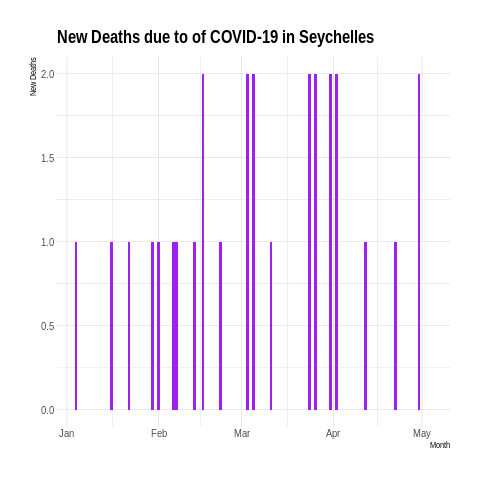 New Deaths due to of COVID-19 in Seychelles
New Deaths
2.0
1.5
1.0
0.5
0.0
Jan Feb Mar Apr May
Month